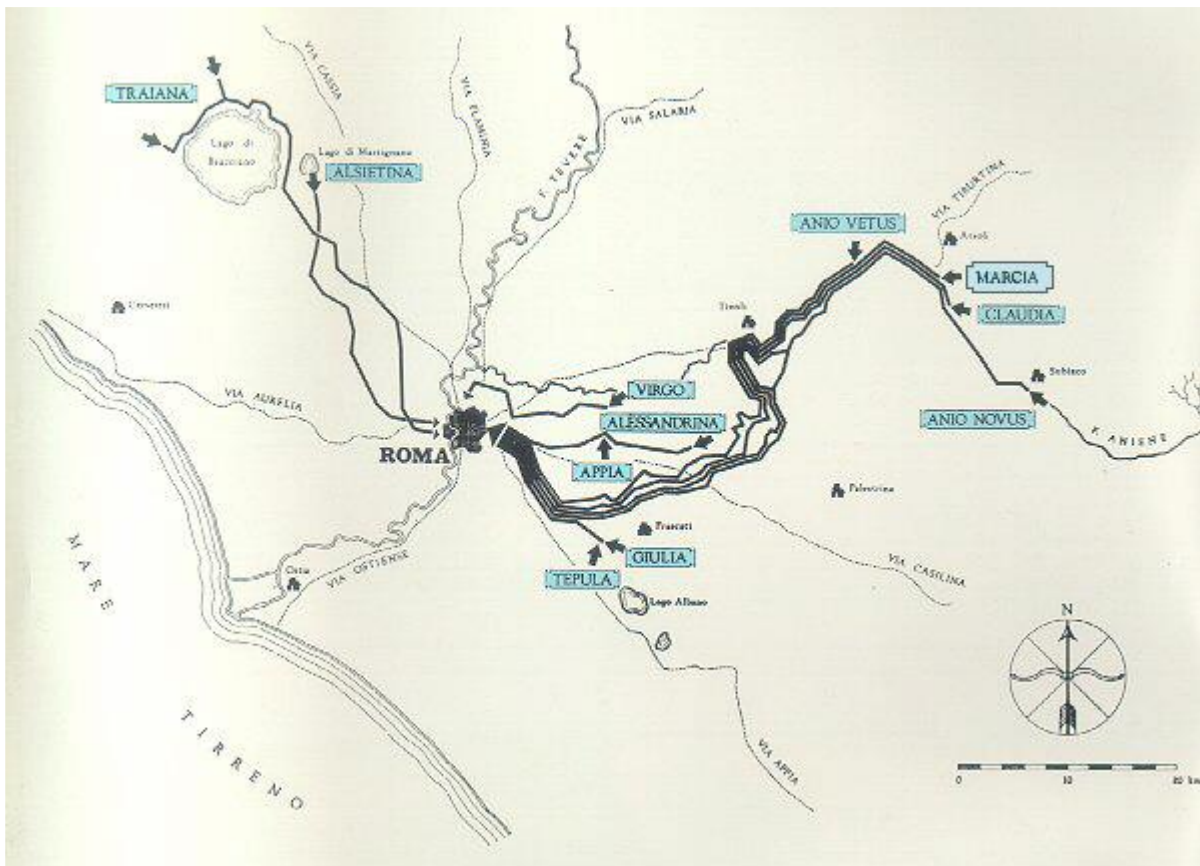 TRAIANA
VIA CASSIA
VIA FLAMINIA
VIA SALARIA
Lago di
Bracciano
Lago di Martignano
ALSIETINA
F. TEVERE
VIA TIBURTINA
ANIO VETUS
Arsoli
MARCIA
CLAUDIA
Cerveteri
Tivoli
Subiaco
VIA AURELIA
VIRGO
ALESSANDRINA
ANIO NOVUS
F. ANIENE
ROMA
APPIA
Palestrina
Frascati
GIULIA
TEPULA
VIA CASILINA
Ostia
VIA OSTIENSE
Lago Albano
MARE
TIRRENO
VIA APPIA
N
0 10 20 km